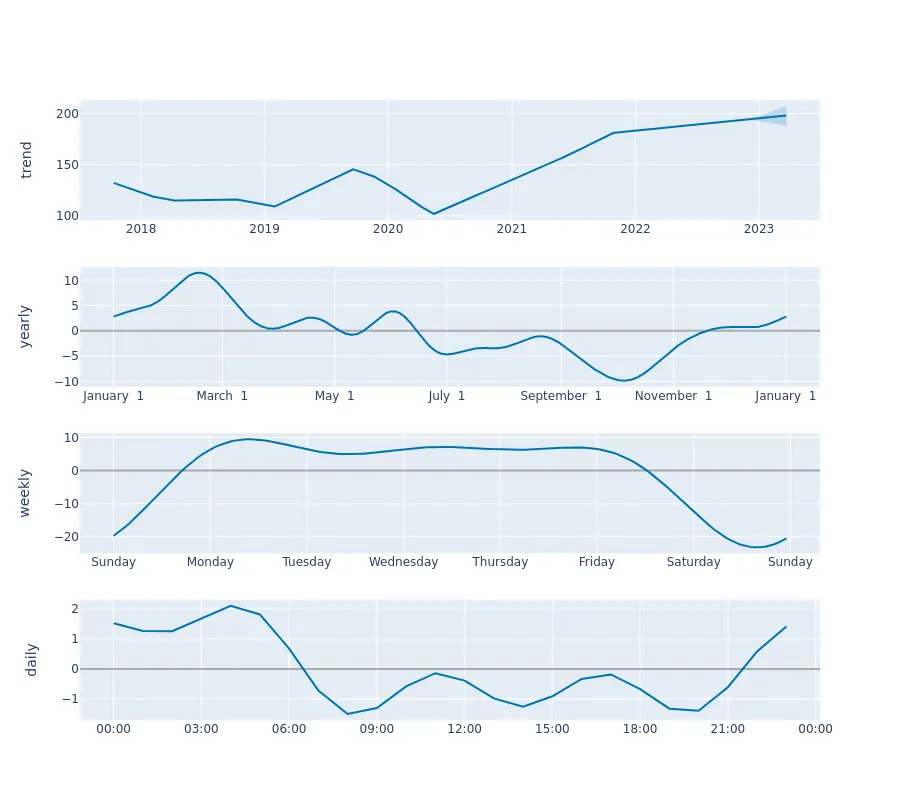 trend
200
150
100
2018 2019 2020 2021 2022 2023
yearly
10
5
0
−5
−10
January 1 March 1 May 1 July 1 September 1 November 1 January 1
weekly
10
0
−10
−20
Sunday Monday Tuesday Wednesday Thursday Friday Saturday Sunday
daily
2
1
0
−1
00:00 03:00 06:00 09:00 12:00 15:00 18:00 21:00 00:00